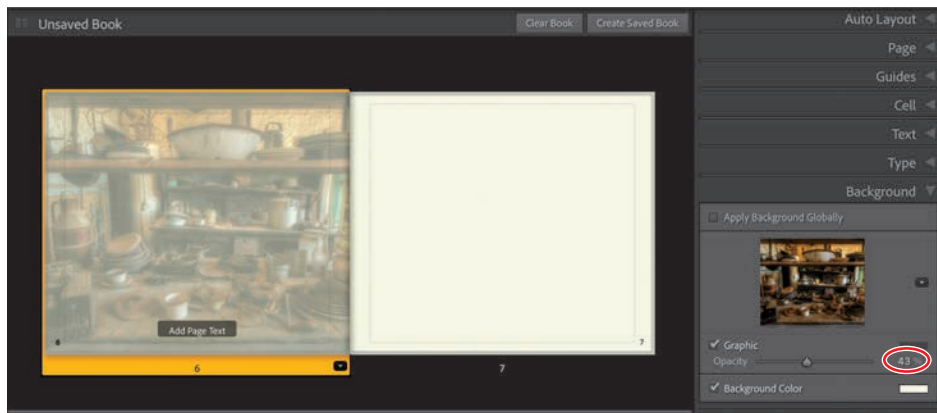 Unsaved Book
Clear Book
Create Saved Book
Add Page Text
6
7
6
7
Auto Layout
Page
Guides
Cell
Text
Type
Background
Apply Background Globally
Graphic
Opacity 43 %
Background Color